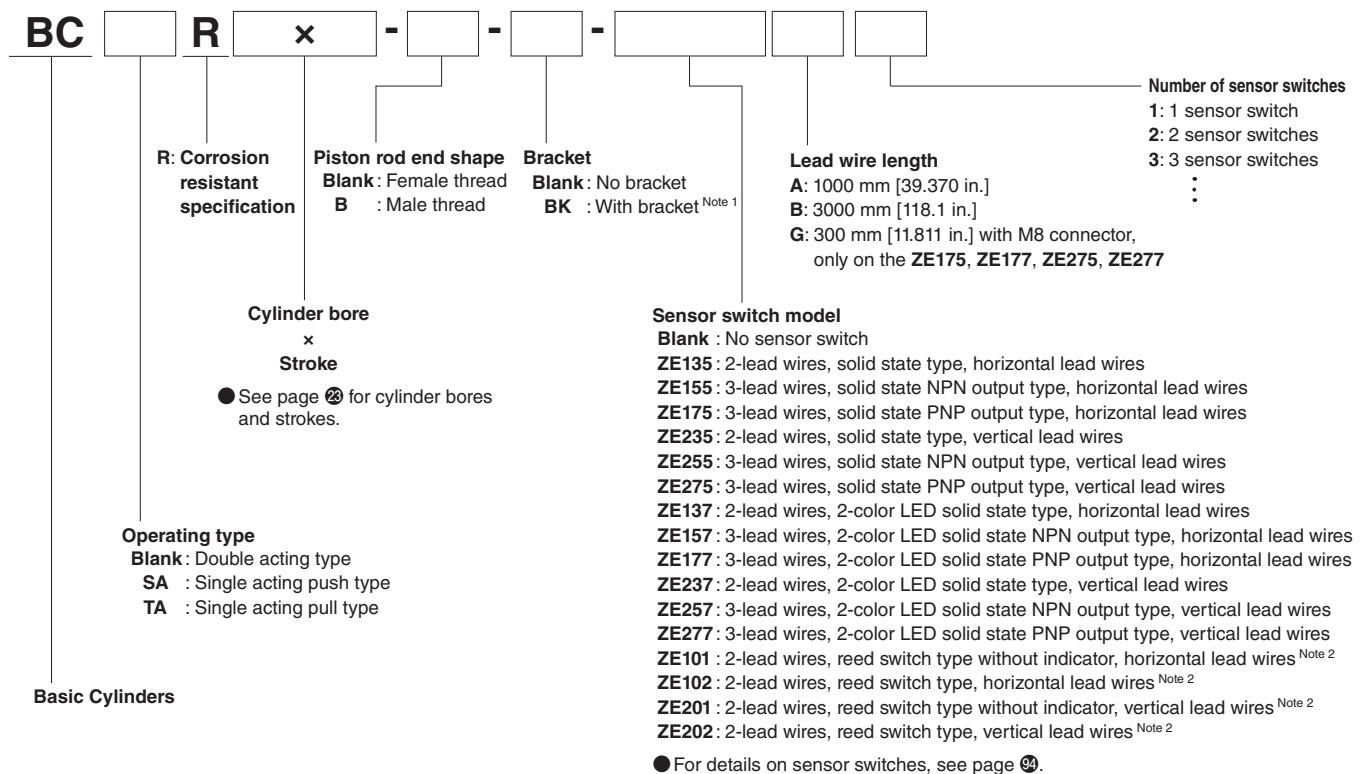 BC R × - - -
Number of sensor switches
1: 1 sensor switch
2: 2 sensor switches
3: 3 sensor switches
⋮
R: Corrosion
resistant
specification
Piston rod end shape
Blank: Female thread
B : Male thread
Bracket
Blank: No bracket
BK : With bracket Note 1
Lead wire length
A: 1000 mm [39.370 in.]
B: 3000 mm [118.1 in.]
G: 300 mm [11.811 in.] with M8 connector,
only on the ZE175, ZE177, ZE275, ZE277
Cylinder bore
×
Stroke
● See page 23 for cylinder bores
and strokes.
Sensor switch model
Blank : No sensor switch
ZE135: 2-lead wires, solid state type, horizontal lead wires
ZE155: 3-lead wires, solid state NPN output type, horizontal lead wires
ZE175: 3-lead wires, solid state PNP output type, horizontal lead wires
ZE235: 2-lead wires, solid state type, vertical lead wires
ZE255: 3-lead wires, solid state NPN output type, vertical lead wires
ZE275: 3-lead wires, solid state PNP output type, vertical lead wires
ZE137: 2-lead wires, 2-color LED solid state type, horizontal lead wires
ZE157: 3-lead wires, 2-color LED solid state NPN output type, horizontal lead wires
ZE177: 3-lead wires, 2-color LED solid state PNP output type, horizontal lead wires
ZE237: 2-lead wires, 2-color LED solid state type, vertical lead wires
ZE257: 3-lead wires, 2-color LED solid state NPN output type, vertical lead wires
ZE277: 3-lead wires, 2-color LED solid state PNP output type, vertical lead wires
ZE101: 2-lead wires, reed switch type without indicator, horizontal lead wires Note 2
ZE102: 2-lead wires, reed switch type, horizontal lead wires Note 2
ZE201: 2-lead wires, reed switch type without indicator, vertical lead wires Note 2
ZE202: 2-lead wires, reed switch type, vertical lead wires Note 2
● For details on sensor switches, see page 94.
Operating type
Blank: Double acting type
SA : Single acting push type
TA : Single acting pull type
Basic Cylinders